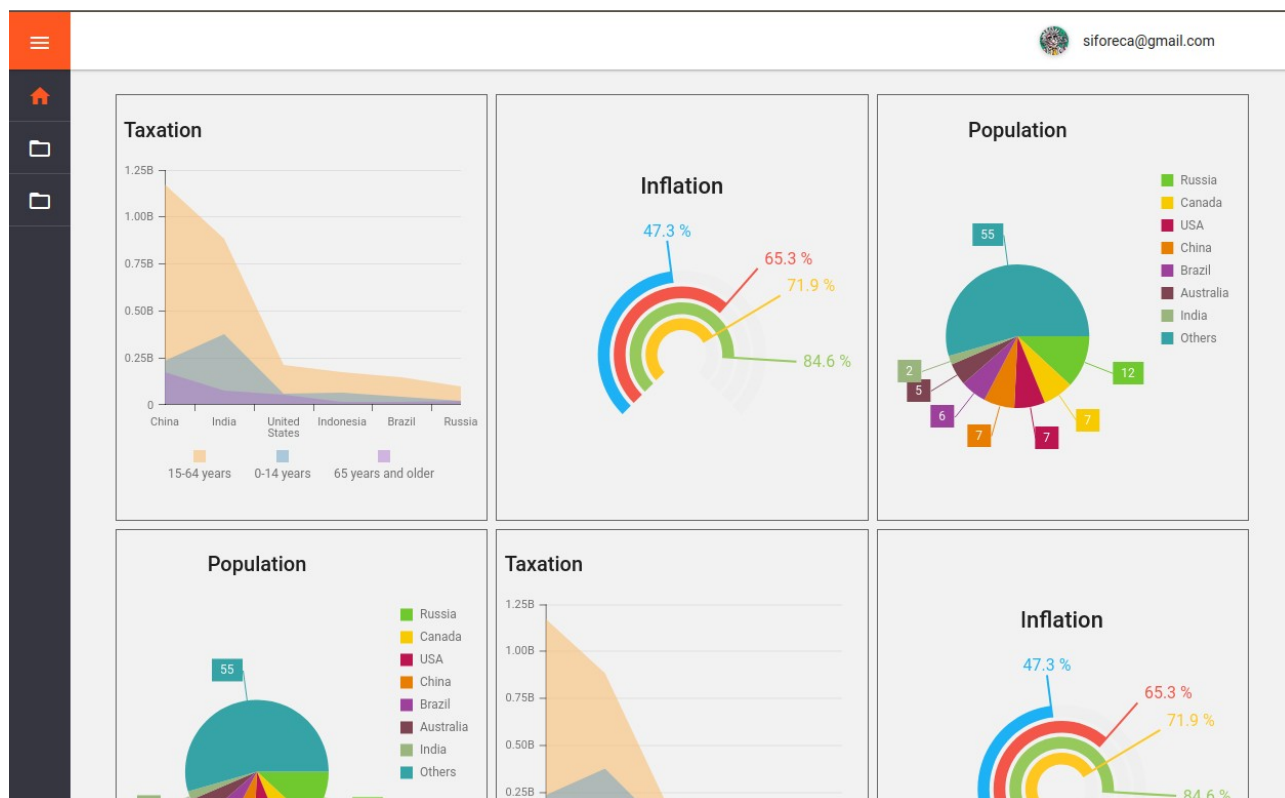 siforeca@gmail.com
Taxation
1.25B
1.00B
0.75B
0.50B
0.25B
0
China India United States Indonesia Brazil Russia
15-64 years 0-14 years 65 years and older
Inflation
47.3 %
65.3 %
71.9 %
84.6 %
Population
Russia
Canada
USA
China
Brazil
Australia
India
Others
55
2
5
6
7
7
7
12
Population
Russia
Canada
USA
China
Brazil
Australia
India
Others
55
Taxation
1.25B
1.00B
0.75B
0.50B
0.25B
Inflation
47.3 %
65.3 %
71.9 %
84.6 %